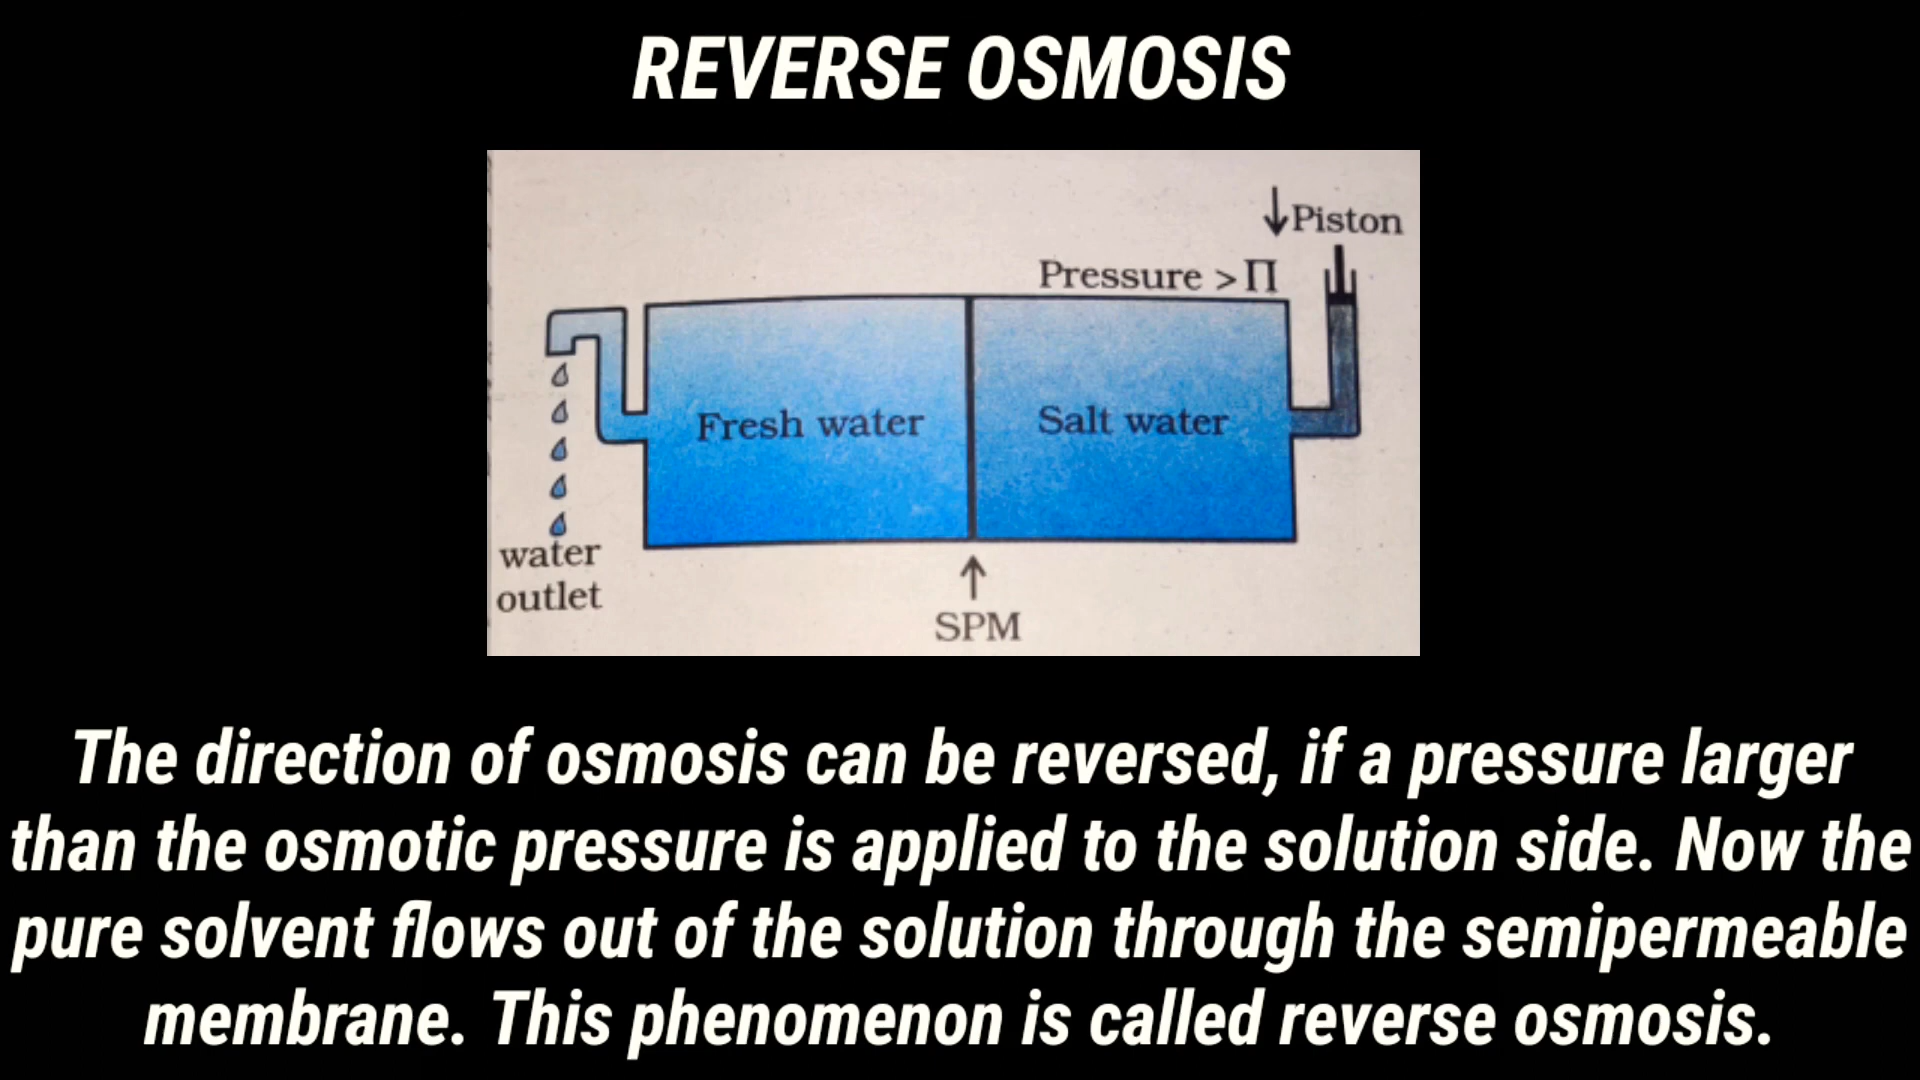 REVERSE OSMOSIS
Piston
Pressure > Π
Fresh water
Salt water
water
outlet
SPM
The direction of osmosis can be reversed, if a pressure larger
than the osmotic pressure is applied to the solution side. Now the
pure solvent flows out of the solution through the semipermeable
membrane. This phenomenon is called reverse osmosis.